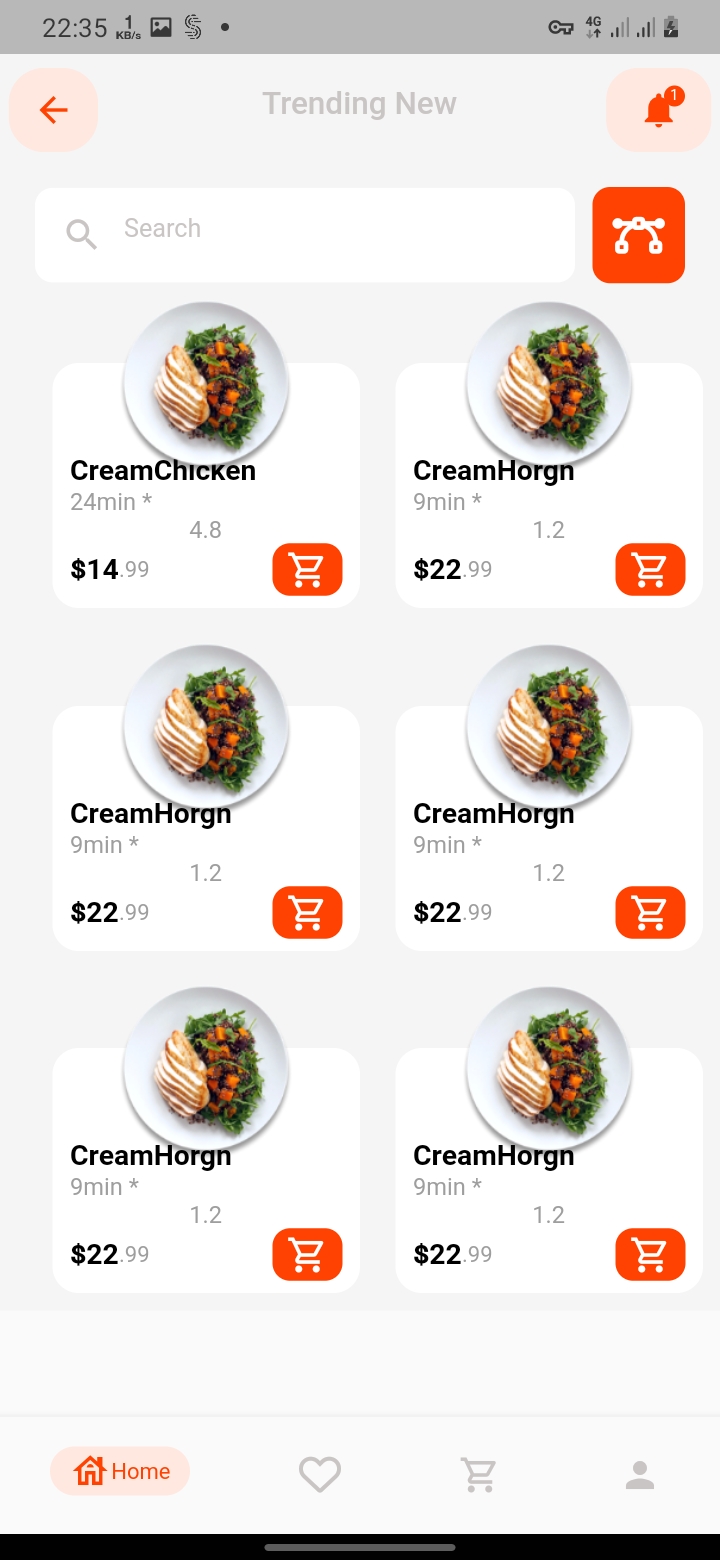 22:35 1 KB/s 4G
Trending New
1
Search
CreamChicken CreamHorgn
24min * 9min *
4.8 1.2
$14.99 $22.99
CreamHorgn CreamHorgn
9min * 9min *
1.2 1.2
$22.99 $22.99
CreamHorgn CreamHorgn
9min * 9min *
1.2 1.2
$22.99 $22.99
Home